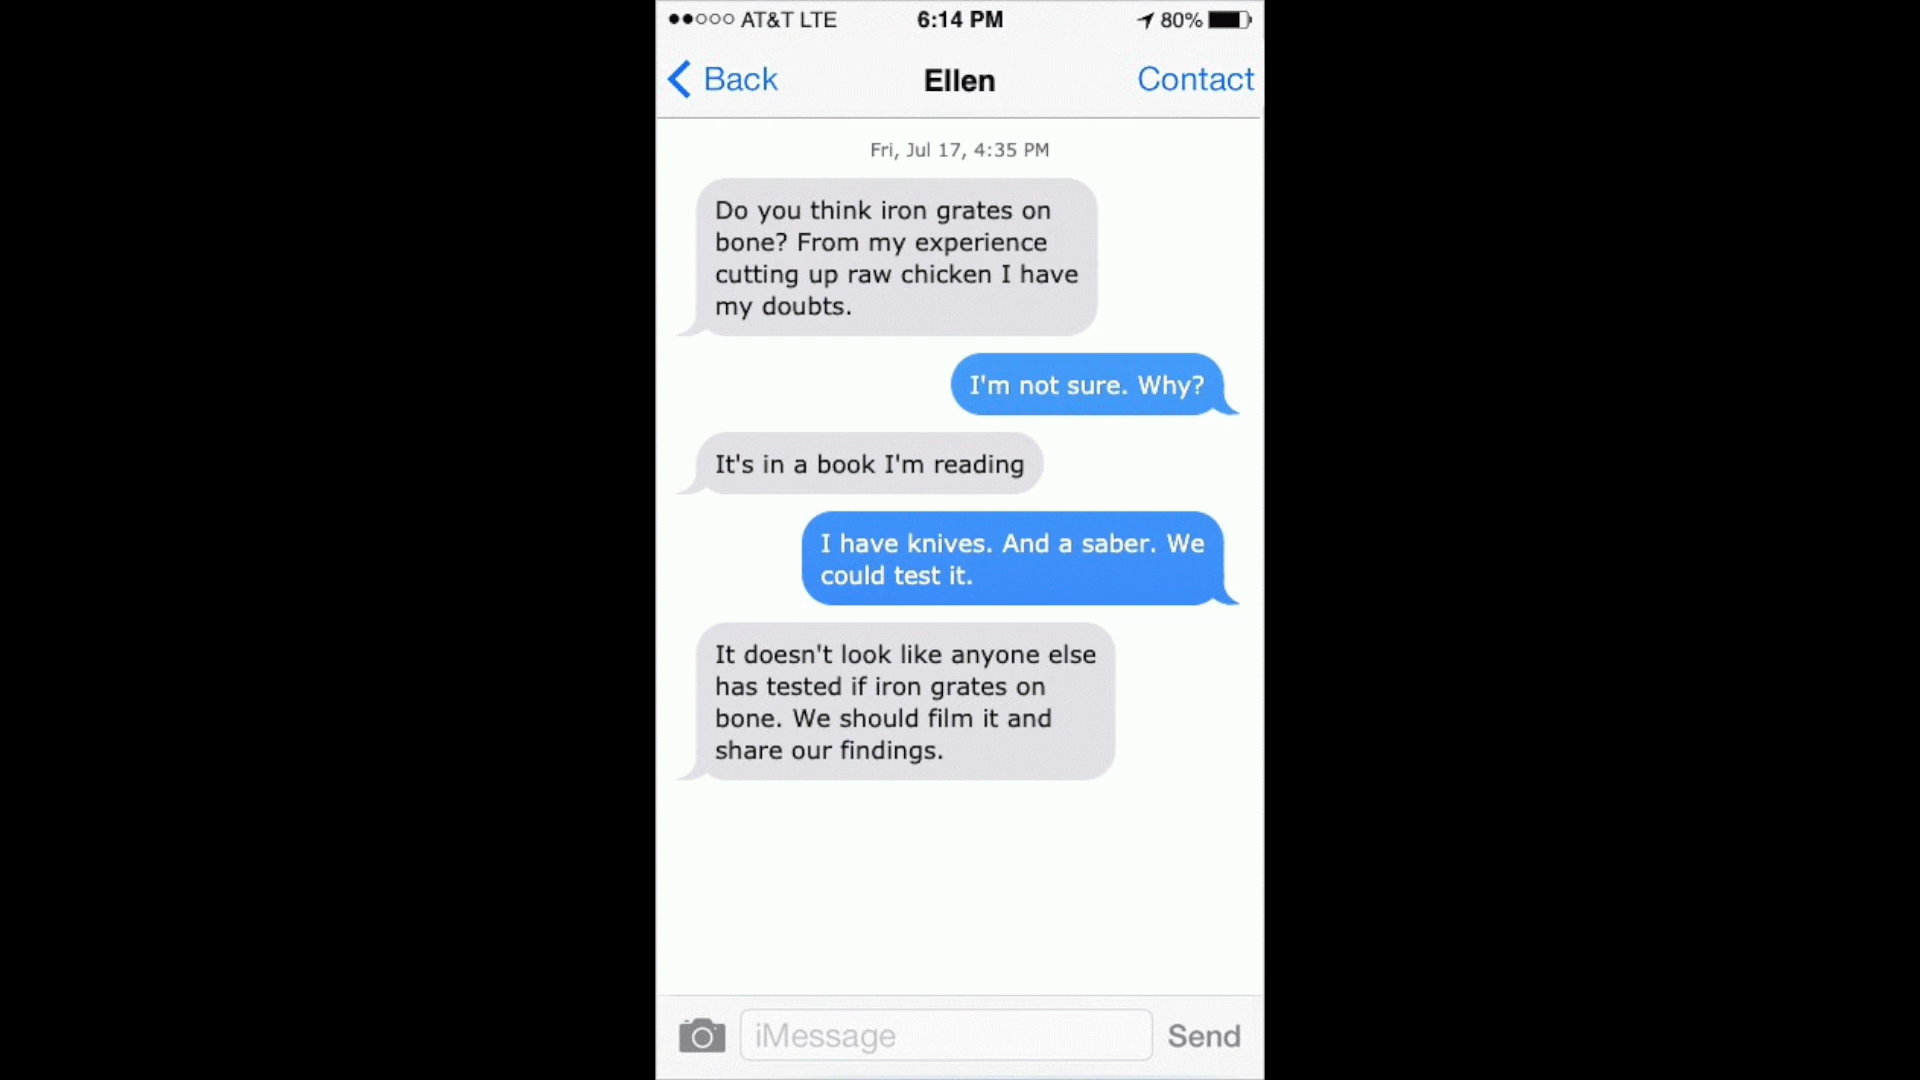 ●●○○○ AT&T LTE 6:14 PM 80%
Back Ellen Contact
Fri, Jul 17, 4:35 PM
Do you think iron grates on
bone? From my experience
cutting up raw chicken I have
my doubts.
I'm not sure. Why?
It's in a book I'm reading
I have knives. And a saber. We
could test it.
It doesn't look like anyone else
has tested if iron grates on
bone. We should film it and
share our findings.
iMessage Send